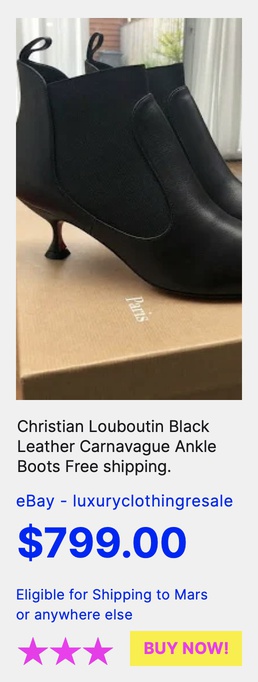 Paris
Christian Louboutin Black
Leather Carnavague Ankle
Boots Free shipping.
eBay - luxuryclothingresale
$799.00
Eligible for Shipping to Mars
or anywhere else
BUY NOW!